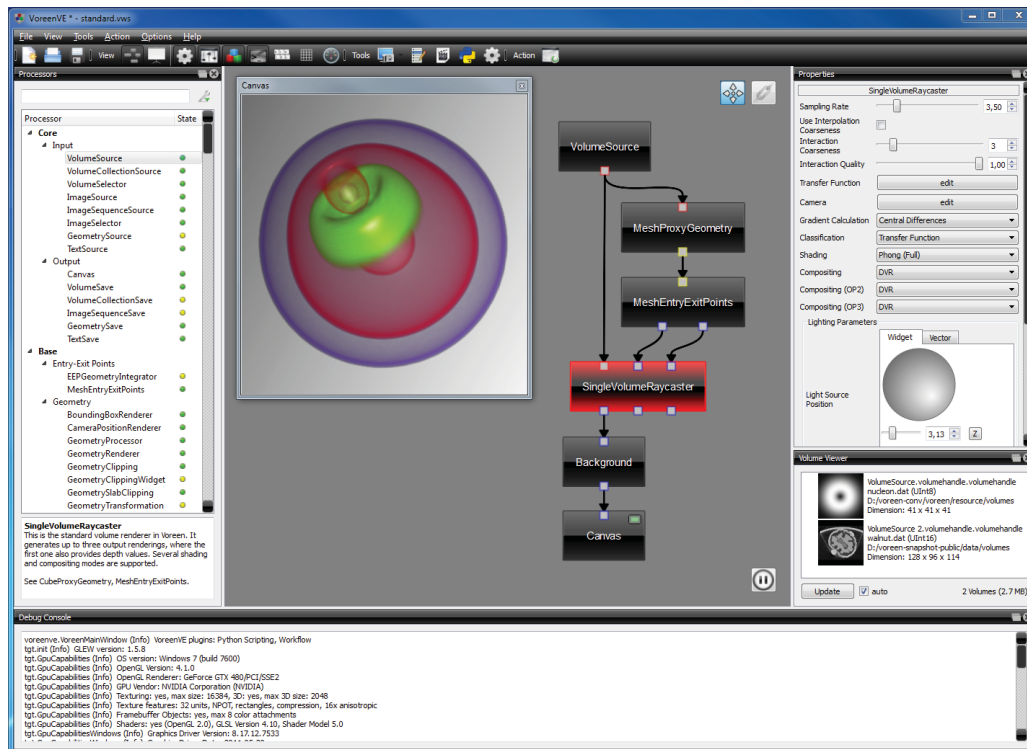 VoreenVE * - standard.vws
File View Tools Action Options Help
View Tools Action
Processors
Processor State
Core
Input
VolumeSource
VolumeCollectionSource
VolumeSelector
ImageSource
ImageSequenceSource
ImageSelector
GeometrySource
TextSource
Output
Canvas
VolumeSave
VolumeCollectionSave
ImageSequenceSave
GeometrySave
TextSave
Base
Entry-Exit Points
EEPGeometryIntegrator
MeshEntryExitPoints
Geometry
BoundingBoxRenderer
CameraPositionRenderer
GeometryProcessor
GeometryRenderer
GeometryClipping
GeometryClippingWidget
GeometrySlabClipping
GeometryTransformation
SingleVolumeRaycaster
This is the standard volume renderer in Voreen. It
generates up to three output renderings, where the
first one also provides depth values. Several shading
and compositing modes are supported.
See CubeProxyGeometry, MeshEntryExitPoints.
Canvas
VolumeSource
MeshProxyGeometry
MeshEntryExitPoints
SingleVolumeRaycaster
Background
Canvas
Properties
SingleVolumeRaycaster
Sampling Rate 3,50
Use Interpolation
Coarseness
Interaction
Coarseness 3
Interaction Quality 1,00
Transfer Function edit
Camera edit
Gradient Calculation Central Differences
Classification Transfer Function
Shading Phong (Full)
Compositing DVR
Compositing (OP2) DVR
Compositing (OP3) DVR
Lighting Parameters
Widget Vector
Light Source
Position
3,13 Z
Volume Viewer
VolumeSource.volumehandle.volumehandle
nucleon.dat (UInt8)
D:/voreen-conv/voreen/resource/volumes
Dimension: 41 x 41 x 41
VolumeSource 2.volumehandle.volumehandle
walnut.dat (UInt16)
D:/voreen-snapshot-public/data/volumes
Dimension: 128 x 96 x 114
Update auto 2 Volumes (2.7 MB)
Debug Console
voreenve.VoreenMainWindow (Info) VoreenVE plugins: Python Scripting, Workflow
tgt.init (Info) GLEW version: 1.5.8
tgt.GpuCapabilities (Info) OS version: Windows 7 (build 7600)
tgt.GpuCapabilities (Info) OpenGL Version: 4.1.0
tgt.GpuCapabilities (Info) OpenGL Renderer: GeForce GTX 480/PCI/SSE2
tgt.GpuCapabilities (Info) GPU Vendor: NVIDIA Corporation (NVIDIA)
tgt.GpuCapabilities (Info) Texturing: yes, max size: 16384, 3D: yes, max 3D size: 2048
tgt.GpuCapabilities (Info) Texture features: 32 units, NPOT, rectangles, compression, 16x anisotropic
tgt.GpuCapabilities (Info) Framebuffer Objects: yes, max 8 color attachments
tgt.GpuCapabilities (Info) Shaders: yes (OpenGL 2.0), GLSL Version 4.10, Shader Model 5.0
tgt.GpuCapabilitiesWindows (Info) Graphics Driver Version: 8.17.12.7533